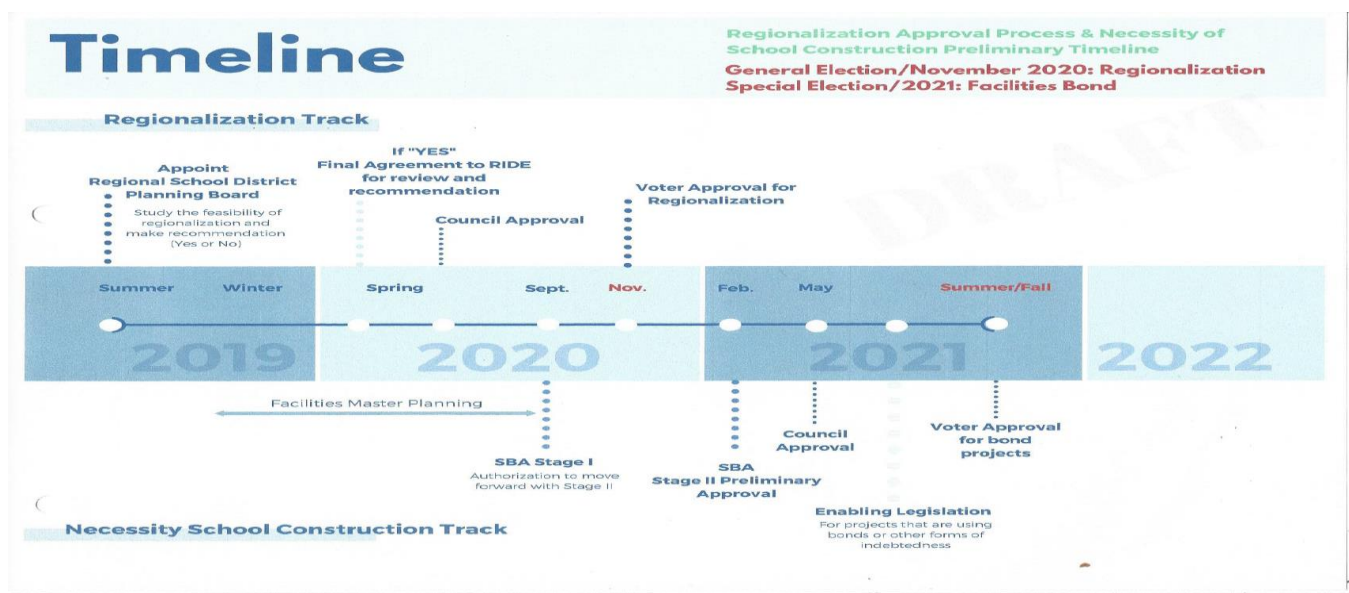 Timeline
Regionalization Approval Process & Necessity of
School Construction Preliminary Timeline
General Election/November 2020: Regionalization
Special Election/2021: Facilities Bond
DRAFT
Regionalization Track
Appoint
Regional School District
Planning Board
Study the feasibility of
regionalization and
make recommendation
(Yes or No)
If "YES"
Final Agreement to RIDE
for review and
recommendation
Council Approval
Voter Approval for
Regionalization
Summer Winter Spring Sept. Nov. Feb. May Summer/Fall
2019 2020 2021 2022
Facilities Master Planning
SBA Stage I
Authorization to move
forward with Stage II
SBA
Stage II Preliminary
Approval
Council
Approval
Enabling Legislation
For projects that are using
bonds or other forms of
indebtedness
Voter Approval
for bond
projects
Necessity School Construction Track